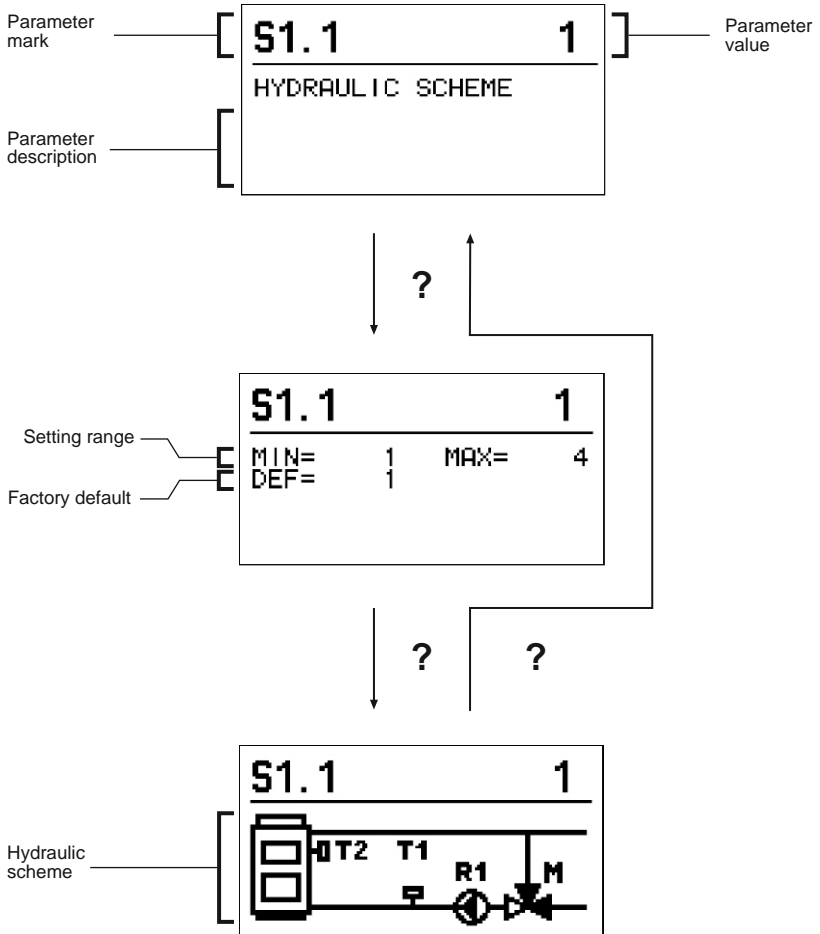 Parameter
mark
S1.1 1
Parameter
value
HYDRAULIC SCHEME
Parameter
description
?
S1.1 1
Setting range
MIN= 1 MAX= 4
Factory default
DEF= 1
? ?
S1.1 1
Hydraulic
scheme
T2 T1
R1 M